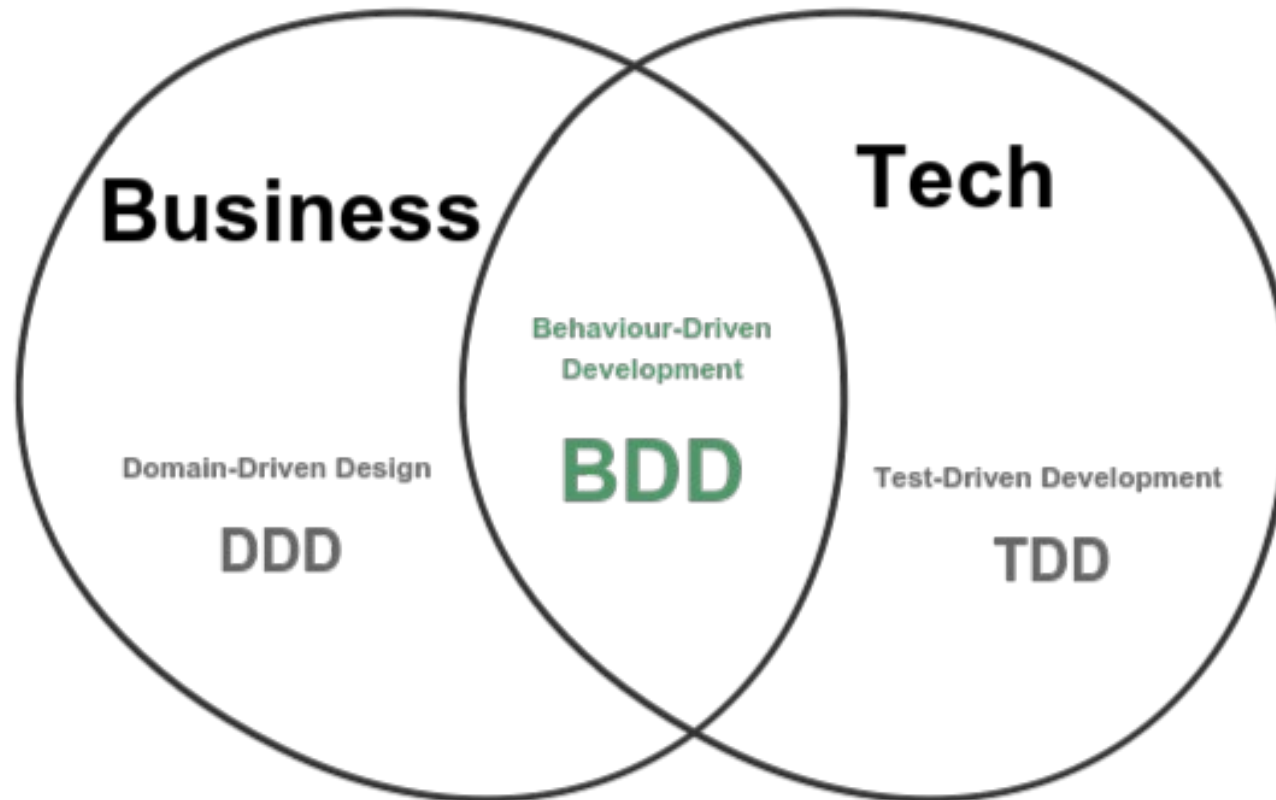 Business
Tech
Behaviour-Driven
Development
BDD
Domain-Driven Design
DDD
Test-Driven Development
TDD